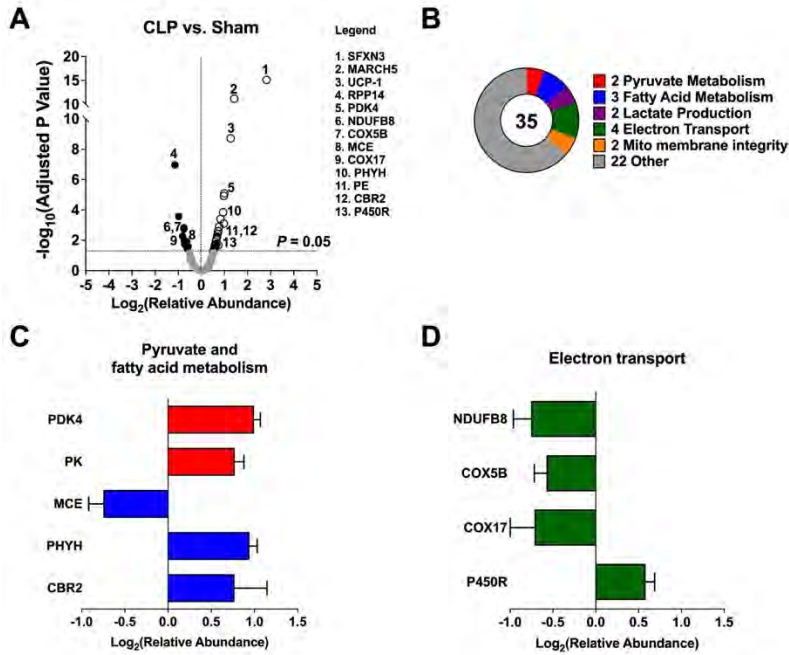 A
CLP vs. Sham
-log10(Adjusted P Value)
20
15
10
8
6
4
2
0
1
2
3
4
5
10
6,7
8
9
11,12
13
P = 0.05
-5 -4 -3 -2 -1 0 1 2 3 4 5
Log2(Relative Abundance)
Legend
1. SFXN3
2. MARCH5
3. UCP-1
4. RPP14
5. PDK4
6. NDUFB8
7. COX5B
8. MCE
9. COX17
10. PHYH
11. PE
12. CBR2
13. P450R
B
35
2 Pyruvate Metabolism
3 Fatty Acid Metabolism
2 Lactate Production
4 Electron Transport
2 Mito membrane integrity
22 Other
C
Pyruvate and
fatty acid metabolism
PDK4
PK
MCE
PHYH
CBR2
-1.0 -0.5 0.0 0.5 1.0 1.5
Log2(Relative Abundance)
D
Electron transport
NDUFB8
COX5B
COX17
P450R
-1.0 -0.5 0.0 0.5 1.0 1.5
Log2(Relative Abundance)